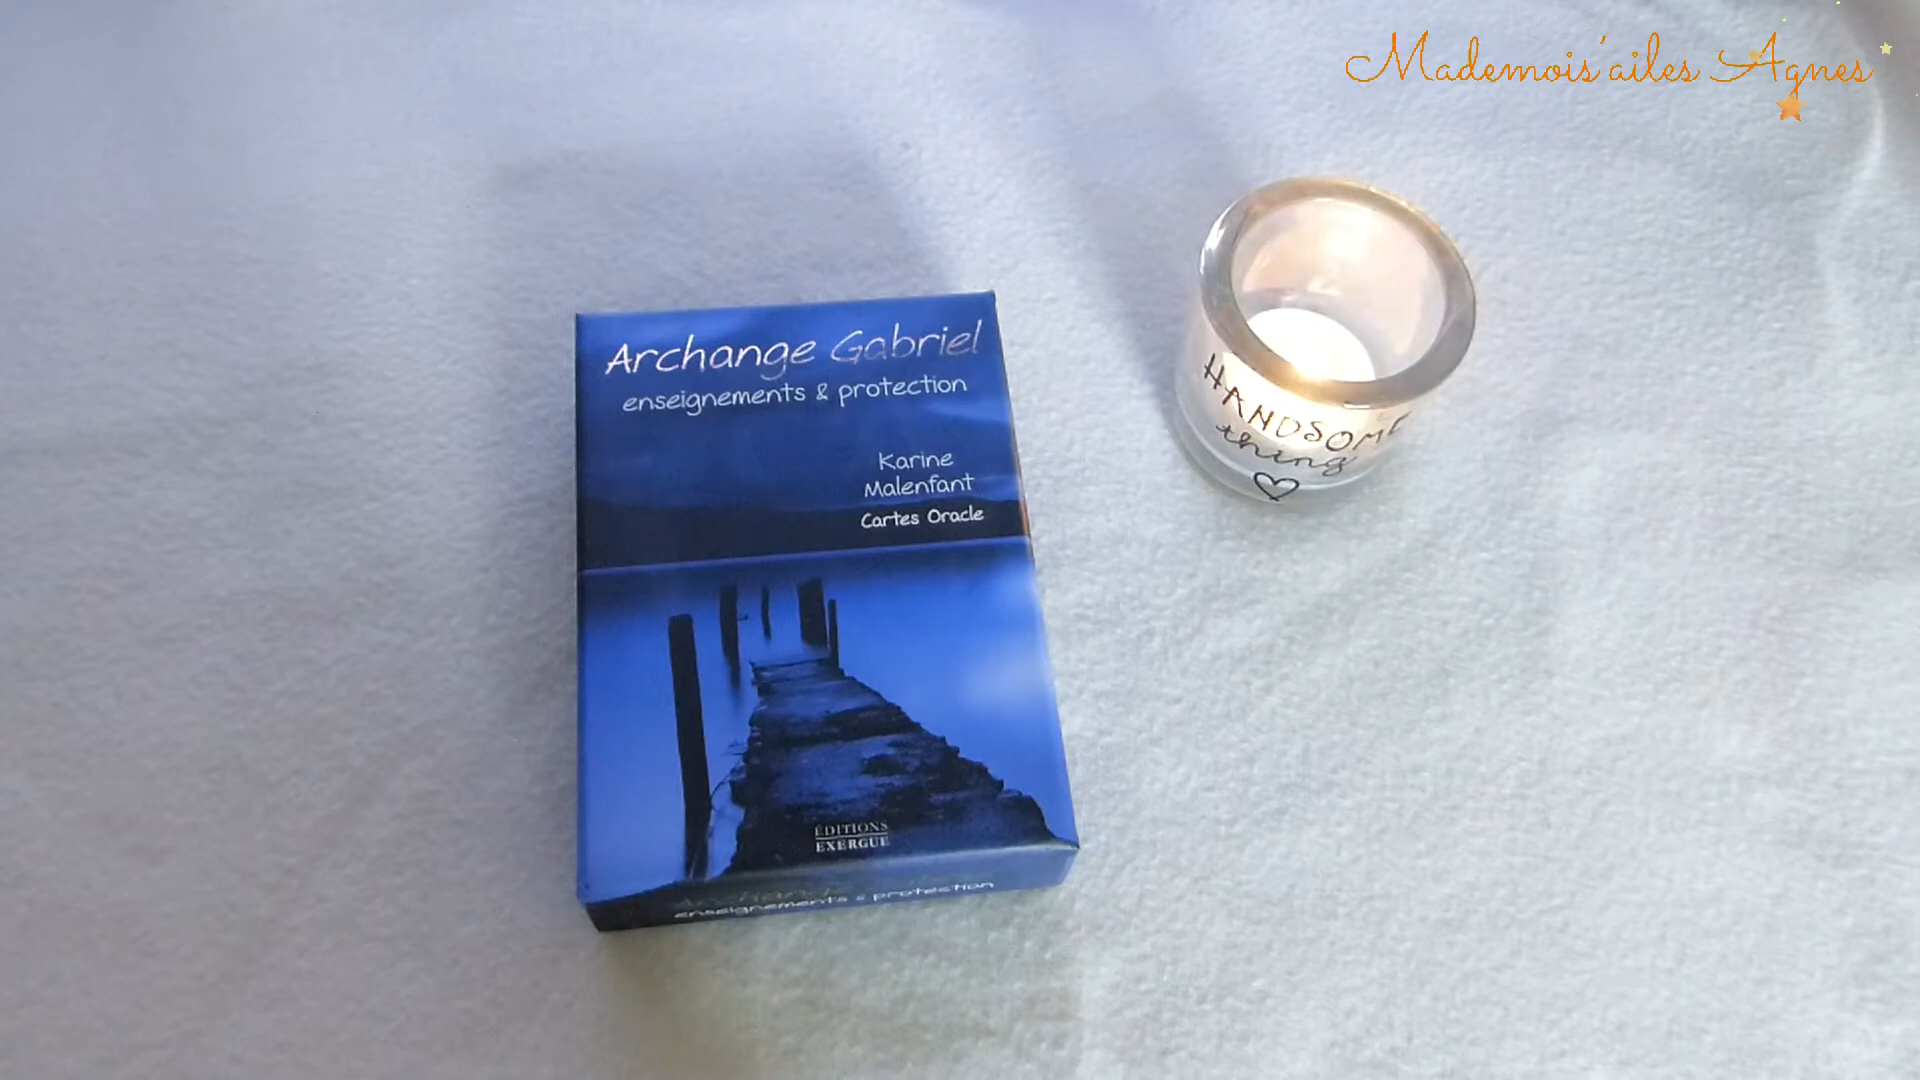 Mademois'ailes Agnes
Archange Gabriel
enseignements & protection
Karine
Malenfant
Cartes Oracle
ÉDITIONS
EXERGUE
enseignements & protection
HANDSOME
thing